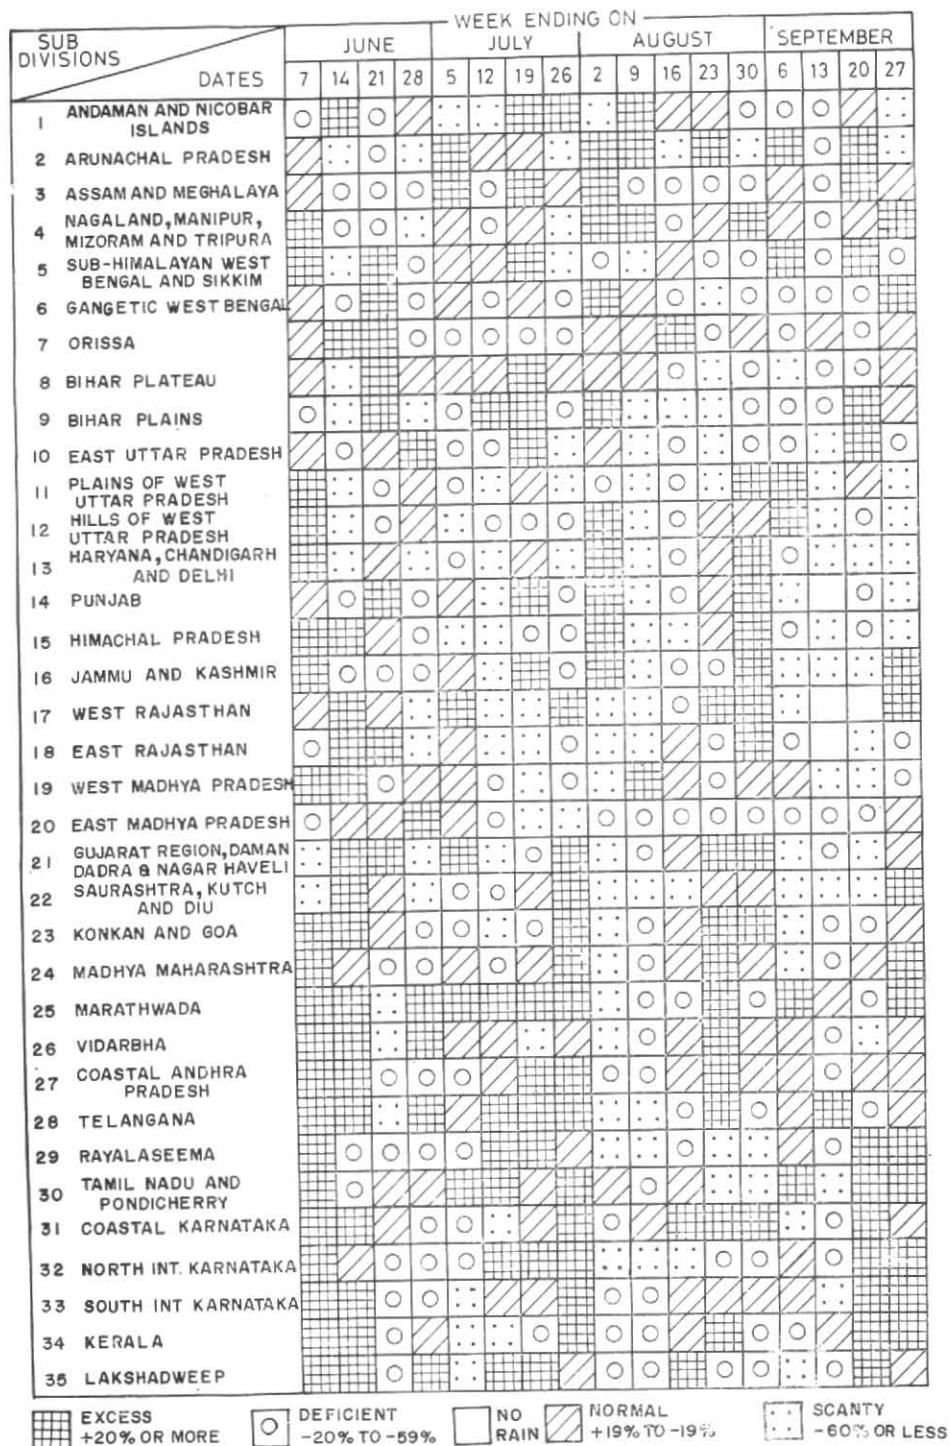 WEEK ENDING ON
SUB
DIVISIONS
JUNE JULY AUGUST SEPTEMBER
DATES 7 14 21 28 5 12 19 26 2 9 16 23 30 6 13 20 27
1 ANDAMAN AND NICOBAR
ISLANDS
2 ARUNACHAL PRADESH
3 ASSAM AND MEGHALAYA
4 NAGALAND, MANIPUR,
MIZORAM AND TRIPURA
5 SUB-HIMALAYAN WEST
BENGAL AND SIKKIM
6 GANGETIC WEST BENGAL
7 ORISSA
8 BIHAR PLATEAU
9 BIHAR PLAINS
10 EAST UTTAR PRADESH
11 PLAINS OF WEST
UTTAR PRADESH
12 HILLS OF WEST
UTTAR PRADESH
13 HARYANA, CHANDIGARH
AND DELHI
14 PUNJAB
15 HIMACHAL PRADESH
16 JAMMU AND KASHMIR
17 WEST RAJASTHAN
18 EAST RAJASTHAN
19 WEST MADHYA PRADESH
20 EAST MADHYA PRADESH
21 GUJARAT REGION, DAMAN
DADRA & NAGAR HAVELI
22 SAURASHTRA, KUTCH
AND DIU
23 KONKAN AND GOA
24 MADHYA MAHARASHTRA
25 MARATHWADA
26 VIDARBHA
27 COASTAL ANDHRA
PRADESH
28 TELANGANA
29 RAYALASEEMA
30 TAMIL NADU AND
PONDICHERRY
31 COASTAL KARNATAKA
32 NORTH INT. KARNATAKA
33 SOUTH INT KARNATAKA
34 KERALA
35 LAKSHADWEEP
EXCESS
+20% OR MORE
DEFICIENT
-20% TO -59%
NO
RAIN
NORMAL
+19% TO -19%
SCANTY
-60% OR LESS